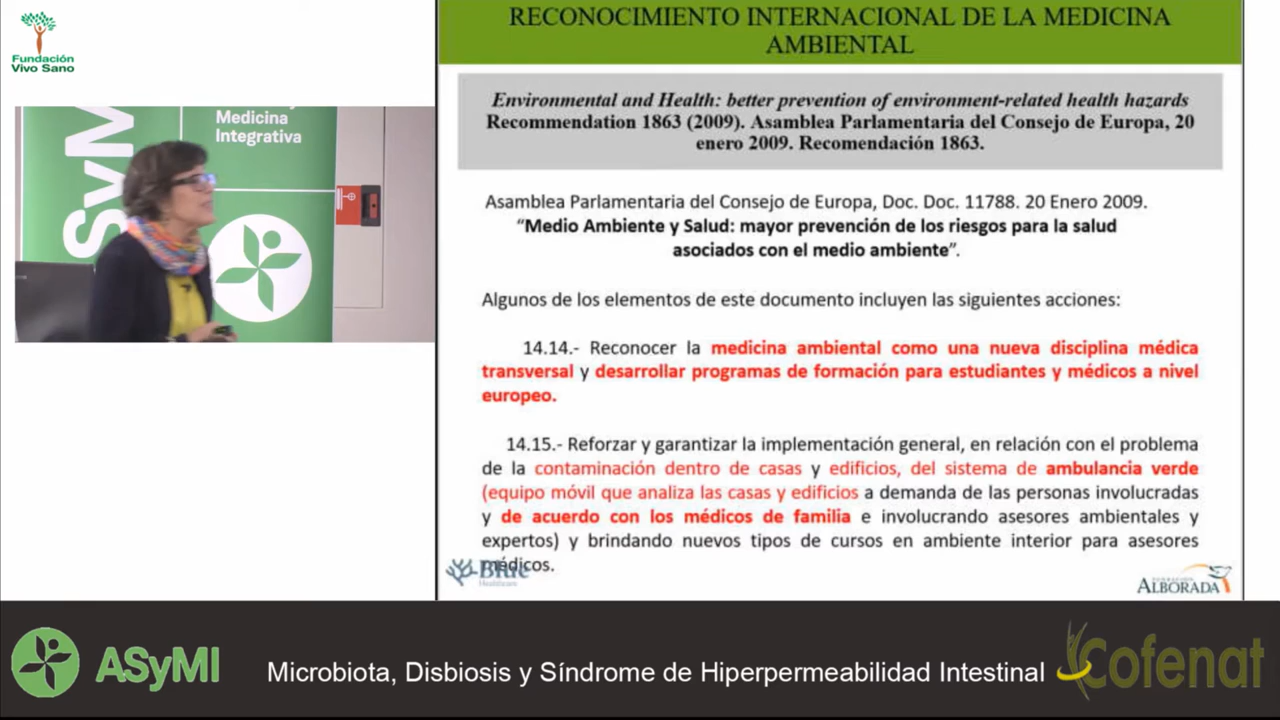 Fundación
Vivo Sano
SyM
Medicina
Integrativa
RECONOCIMIENTO INTERNACIONAL DE LA MEDICINA
AMBIENTAL
Environmental and Health: better prevention of environment-related health hazards
Recommendation 1863 (2009). Asamblea Parlamentaria del Consejo de Europa, 20
enero 2009. Recomendación 1863.
Asamblea Parlamentaria del Consejo de Europa, Doc. Doc. 11788. 20 Enero 2009.
“Medio Ambiente y Salud: mayor prevención de los riesgos para la salud
asociados con el medio ambiente”.
Algunos de los elementos de este documento incluyen las siguientes acciones:
14.14.- Reconocer la medicina ambiental como una nueva disciplina médica
transversal y desarrollar programas de formación para estudiantes y médicos a nivel
europeo.
14.15.- Reforzar y garantizar la implementación general, en relación con el problema
de la contaminación dentro de casas y edificios, del sistema de ambulancia verde
(equipo móvil que analiza las casas y edificios a demanda de las personas involucradas
y de acuerdo con los médicos de familia e involucrando asesores ambientales y
expertos) y brindando nuevos tipos de cursos en ambiente interior para asesores
médicos.
Blue
Healthcare
FUNDACIÓN
ALBORADA
ASyMI
Microbiota, Disbiosis y Síndrome de Hiperpermeabilidad Intestinal
Cofenat